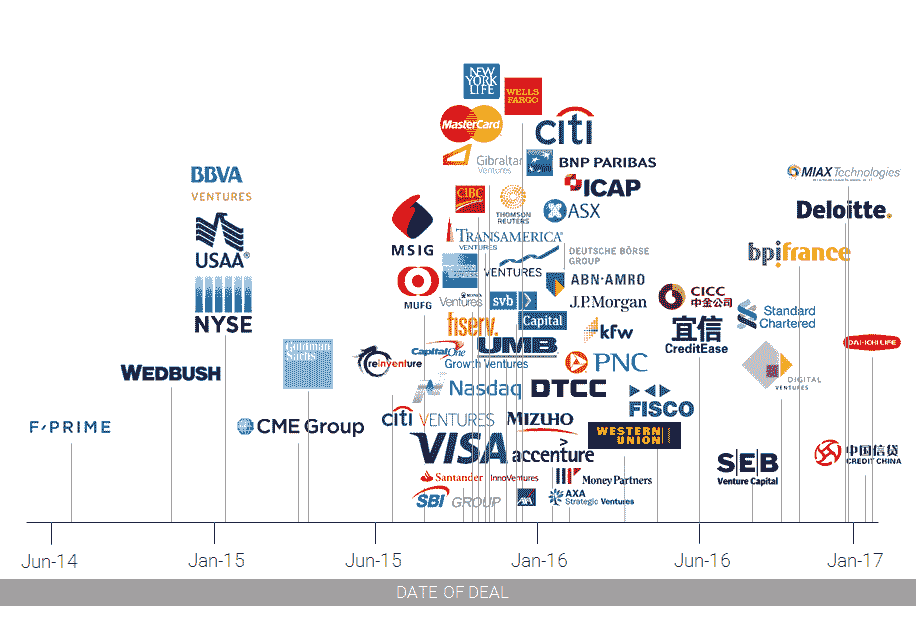 NEW
YORK
LIFE
WELLS
FARGO
MasterCard
citi
Gibraltar
Ventures
BNP PARIBAS
ICAP
CIBC
THOMSON
REUTERS
ASX
MSIG
TRANSAMERICA®
VENTURES
DEUTSCHE BÖRSE
GROUP
VENTURES
ABN·AMRO
MUFG
Ventures
svb
J.P.Morgan
Capital
fiserv.
kfw
UMB
reinventure
Capital One
Growth Ventures
PNC
Nasdaq
DTCC
FISCO
citi VENTURES
MIZUHO
WESTERN
UNION
VISA
accenture
Santander InnoVentures
MoneyPartners
SBI GROUP
AXA
AXA
Strategic Ventures
BBVA
VENTURES
USAA®
NYSE
WEDBUSH
Goldman
Sachs
F-PRIME
CME Group
MIAX Technologies
Deloitte.
bpifrance
CICC
中金公司
Standard
Chartered
宜信
CreditEase
DAI-ICHI LIFE
DIGITAL
VENTURES
S|E|B
Venture Capital
中国信贷
CREDIT CHINA
Jun-14
Jan-15
Jun-15
Jan-16
Jun-16
Jan-17
DATE OF DEAL